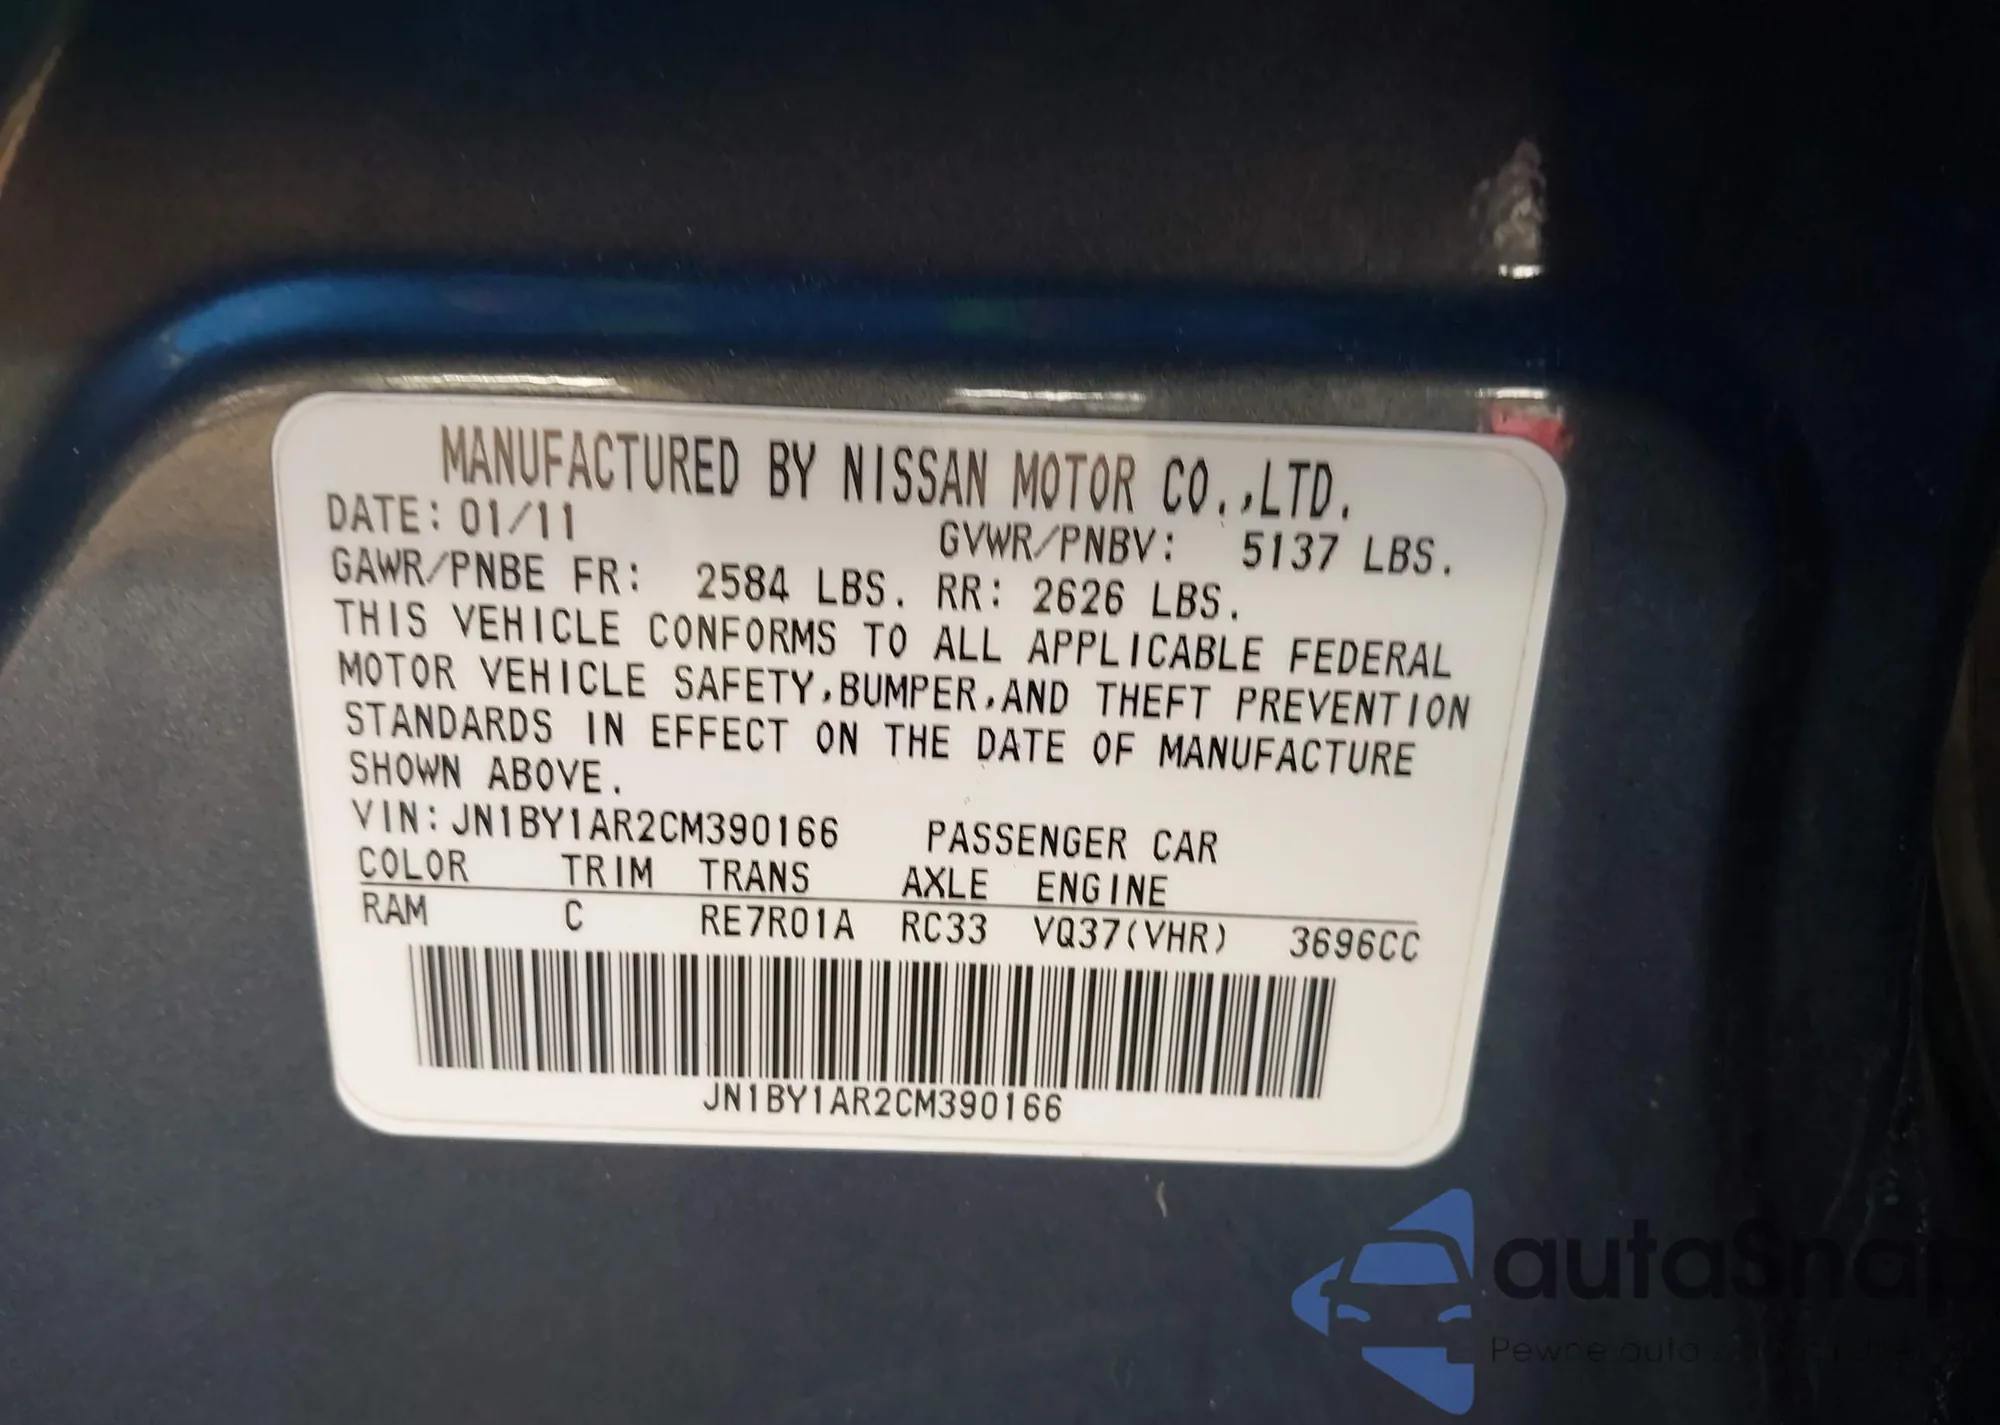 MANUFACTURED BY NISSAN MOTOR CO.,LTD.
DATE: 01/11
GVWR/PNBV: 5137 LBS.
GAWR/PNBE FR: 2584 LBS. RR: 2626 LBS.
THIS VEHICLE CONFORMS TO ALL APPLICABLE FEDERAL
MOTOR VEHICLE SAFETY,BUMPER,AND THEFT PREVENTION
STANDARDS IN EFFECT ON THE DATE OF MANUFACTURE
SHOWN ABOVE.
VIN:JN1BY1AR2CM390166 PASSENGER CAR
COLOR TRIM TRANS AXLE ENGINE
RAM C RE7R01A RC33 VQ37(VHR) 3696CC
JN1BY1AR2CM390166
autaSnap
Pewne auto